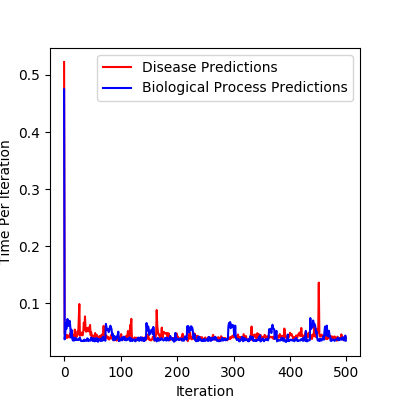 Disease Predictions
Biological Process Predictions
0.5
0.4
0.3
0.2
0.1
Time Per Iteration
0 100 200 300 400 500
Iteration